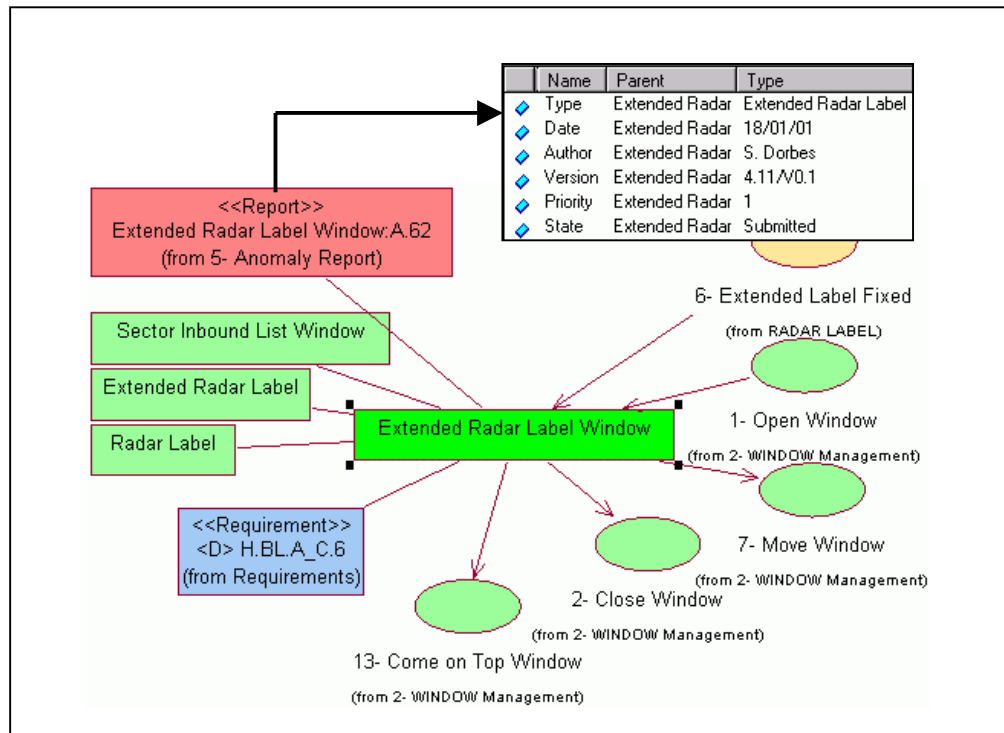 Name Parent Type
Type Extended Radar Extended Radar Label
Date Extended Radar 18/01/01
Author Extended Radar S. Dorbes
Version Extended Radar 4.11/V0.1
Priority Extended Radar 1
State Extended Radar Submitted
<<Report>>
Extended Radar Label Window:A.62
(from 5- Anomaly Report)
6- Extended Label Fixed
(from RADAR LABEL)
Sector Inbound List Window
Extended Radar Label
Radar Label
Extended Radar Label Window
1- Open Window
(from 2- WINDOW Management)
<<Requirement>>
<D> H.BL.A_C.6
(from Requirements)
7- Move Window
(from 2- WINDOW Management)
2- Close Window
(from 2- WINDOW Management)
13- Come on Top Window
(from 2- WINDOW Management)